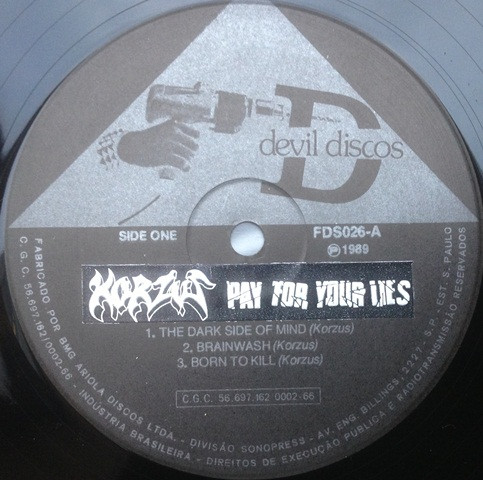 devil discos
D
SIDE ONE
FDS026-A
℗ 1989
KORZUS PAY FOR YOUR LIES
1. THE DARK SIDE OF MIND (Korzus)
2. BRAINWASH (Korzus)
3. BORN TO KILL (Korzus)
C.G.C. 56.697.162 0002-66
FABRICADO POR BMG ARIOLA DISCOS LTDA. - DIVISÃO SONOPRESS - AV. ENG. BILLINGS, 2227, S.P. - EST. S. PAULO
C.G.C. 56.697.162/0002-66 - INDÚSTRIA BRASILEIRA - DIREITOS DE EXECUÇÃO PÚBLICA E RADIOTRANSMISSÃO RESERVADOS